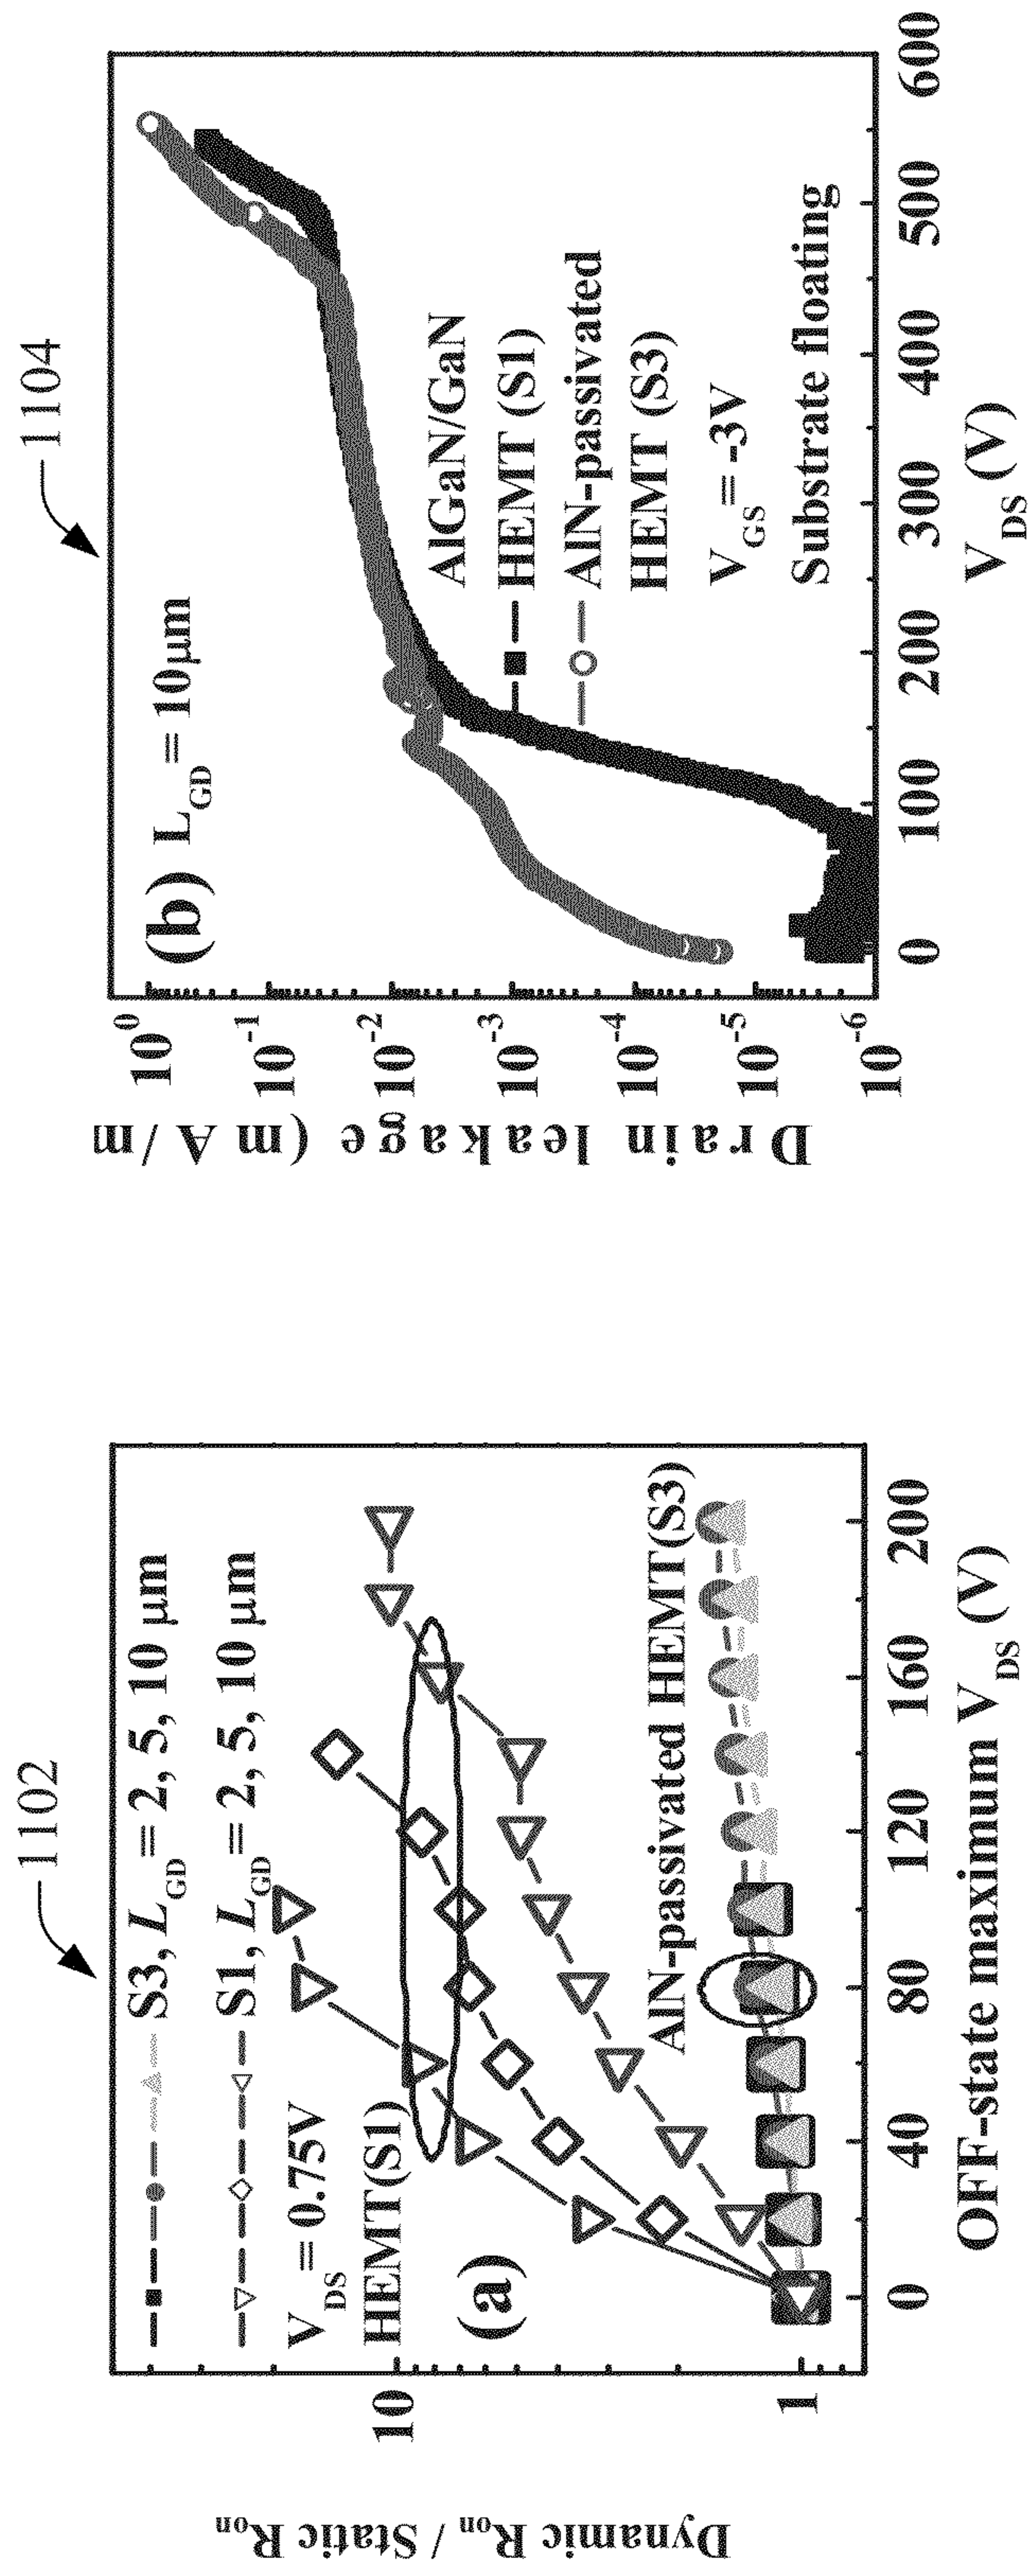 1102
S3, L_GD = 2, 5, 10 μm
S1, L_GD = 2, 5, 10 μm
V_DS = 0.75V
HEMT(S1)
(a)
AlN-passivated HEMT(S3)
10
1
0 40 80 120 160 200
OFF-state maximum V_DS (V)
Dynamic R_on / Static R_on
1104
(b) L_GD = 10μm
AlGaN/GaN
HEMT (S1)
AlN-passivated
HEMT (S3)
V_GS = -3V
Substrate floating
10^0
10^-1
10^-2
10^-3
10^-4
10^-5
10^-6
0 100 200 300 400 500 600
V_DS (V)
Drain leakage (mA/m